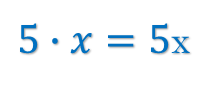 5 · x = 5x